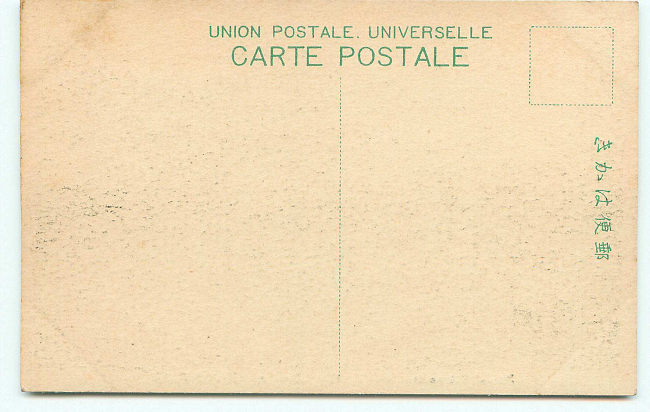 UNION POSTALE. UNIVERSELLE
CARTE POSTALE
きかは便郵